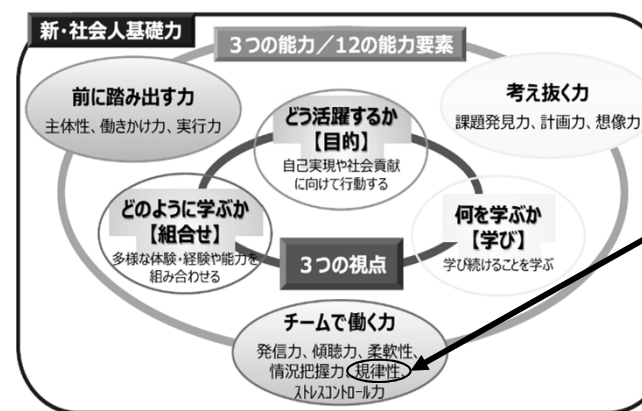 新・社会人基礎力
3つの能力/12の能力要素
前に踏み出す力
主体性、働きかけ力、実行力
考え抜く力
課題発見力、計画力、想像力
どう活躍するか
【目的】
自己実現や社会貢献
に向けて行動する
どのように学ぶか
【組合せ】
多様な体験・経験や能力を
組み合わせる
何を学ぶか
【学び】
学び続けることを学ぶ
3つの視点
チームで働く力
発信力、傾聴力、柔軟性、
情況把握力、規律性、
ストレスコントロール力